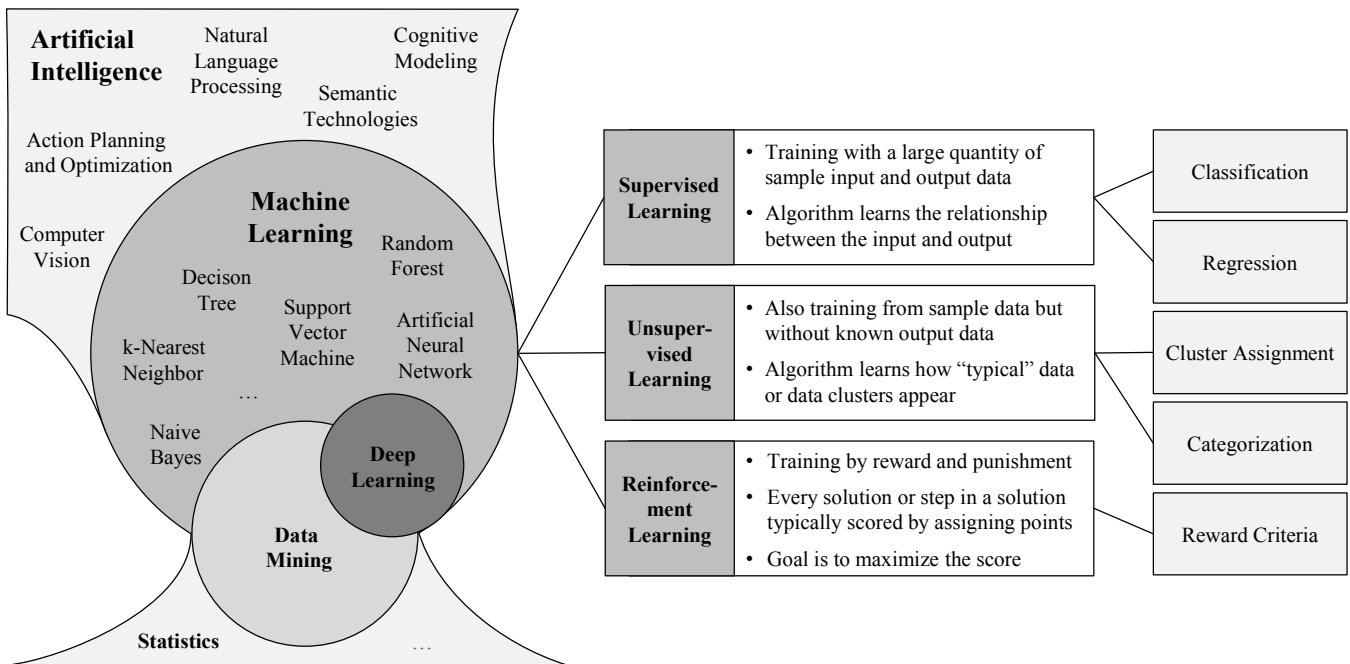 Artificial
Intelligence
Natural
Language
Processing
Cognitive
Modeling
Semantic
Technologies
Action Planning
and Optimization
Computer
Vision
Machine
Learning
Random
Forest
Decison
Tree
Support
Vector
Machine
Artificial
Neural
Network
k-Nearest
Neighbor
…
Naive
Bayes
Deep
Learning
Data
Mining
Statistics
…
Supervised
Learning
• Training with a large quantity of
sample input and output data
• Algorithm learns the relationship
between the input and output
Classification
Regression
Unsuper-
vised
Learning
• Also training from sample data but
without known output data
• Algorithm learns how “typical” data
or data clusters appear
Cluster Assignment
Categorization
Reinforce-
ment
Learning
• Training by reward and punishment
• Every solution or step in a solution
typically scored by assigning points
• Goal is to maximize the score
Reward Criteria